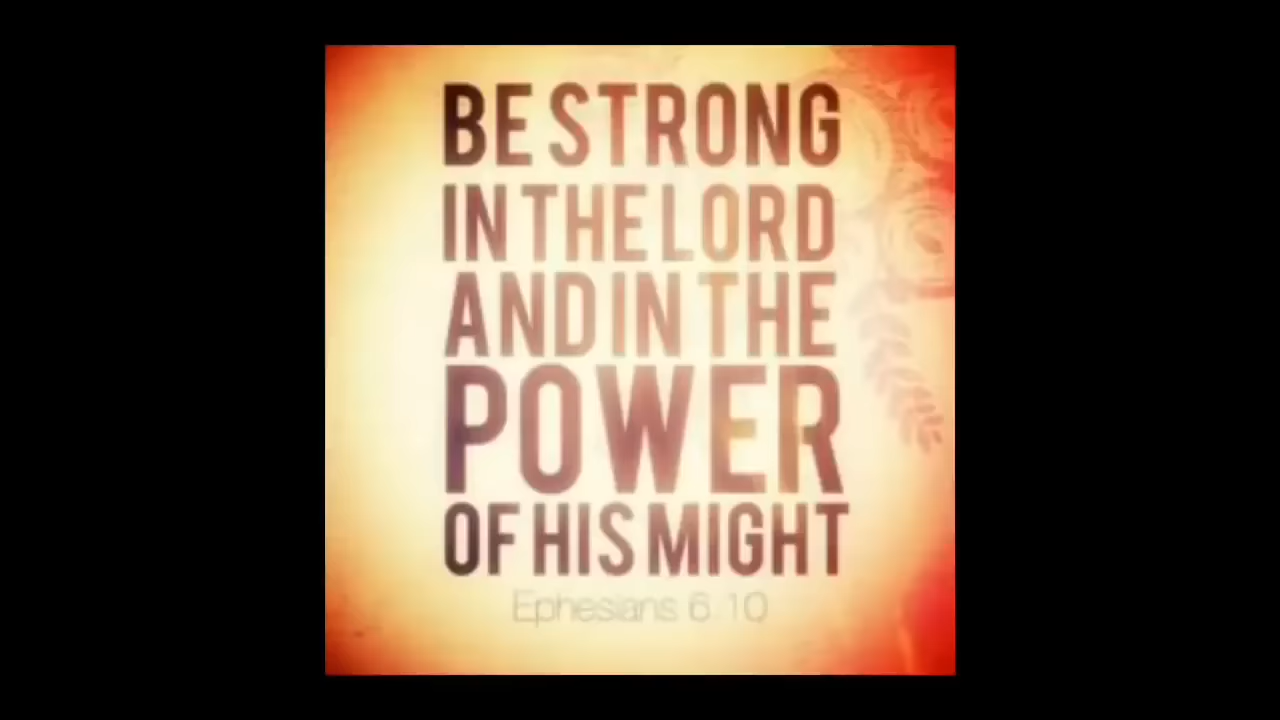 BE STRONG
IN THE LORD
AND IN THE
POWER
OF HIS MIGHT
Ephesians 6 10